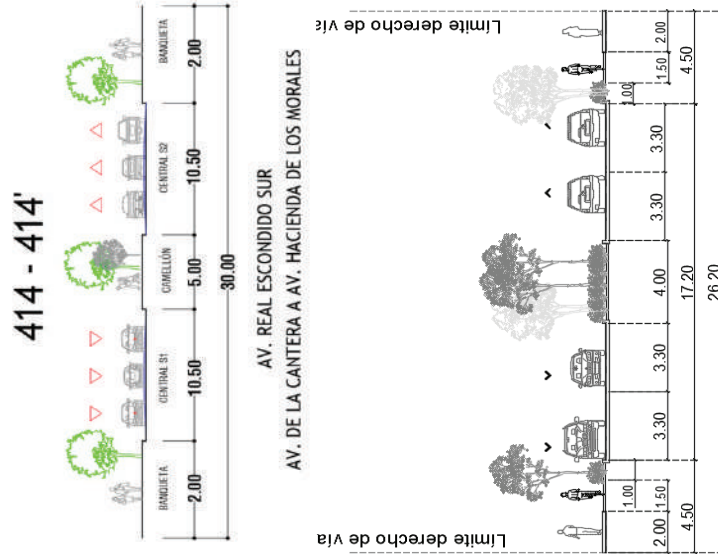 414 - 414'
BANQUETA
CENTRAL S1
CAMELLÓN
CENTRAL S2
BANQUETA
2.00
10.50
5.00
10.50
2.00
30.00
AV. REAL ESCONDIDO SUR
AV. DE LA CANTERA A AV. HACIENDA DE LOS MORALES
Límite derecho de vía
Límite derecho de vía
2.00
1.50
1.00
3.30
3.30
4.00
3.30
3.30
1.00
1.50
2.00
4.50
17.20
4.50
26.20